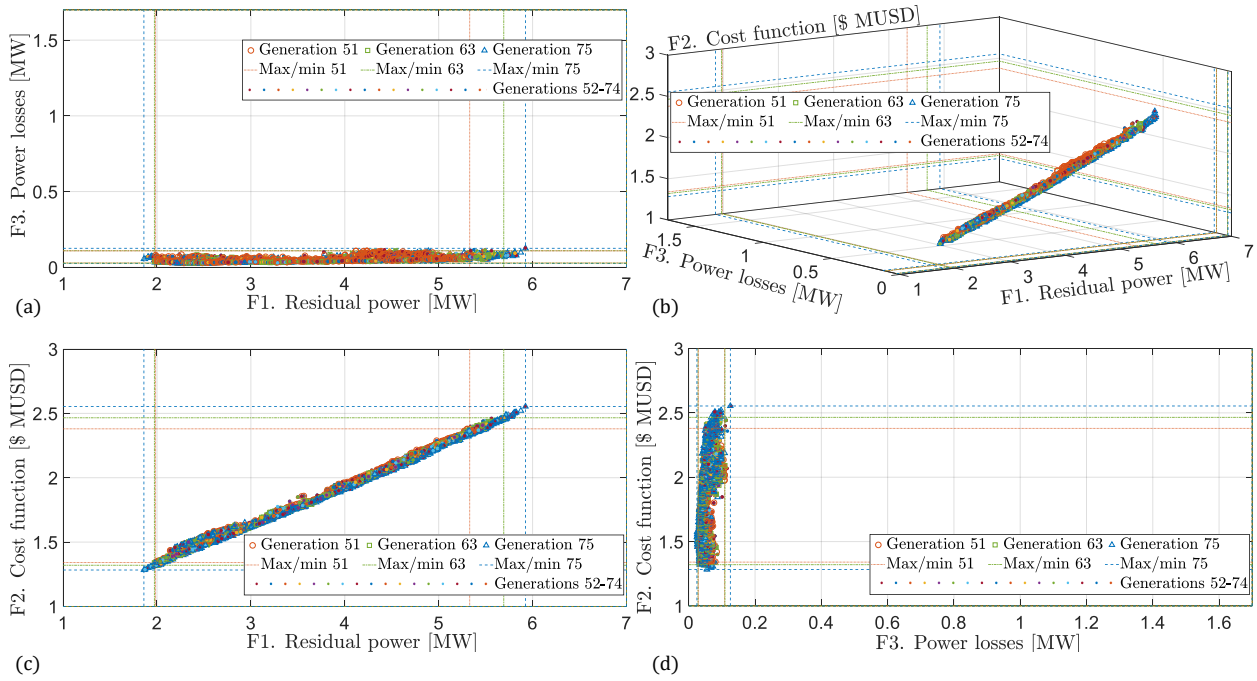 F3. Power losses [MW]
1.5
1
0.5
0
Generation 51 Generation 63 Generation 75
Max/min 51 Max/min 63 Max/min 75
Generations 52-74
1 2 3 4 5 6 7
F1. Residual power [MW]
(a)
F2. Cost function [$ MUSD]
3
2.5
2
1.5
1
Generation 51 Generation 63 Generation 75
Max/min 51 Max/min 63 Max/min 75
Generations 52-74
1.5
1
0.5
0
F3. Power losses [MW]
1 2 3 4 5 6 7
F1. Residual power [MW]
(b)
F2. Cost function [$ MUSD]
3
2.5
2
1.5
1
Generation 51 Generation 63 Generation 75
Max/min 51 Max/min 63 Max/min 75
Generations 52-74
1 2 3 4 5 6 7
F1. Residual power [MW]
(c)
F2. Cost function [$ MUSD]
3
2.5
2
1.5
1
Generation 51 Generation 63 Generation 75
Max/min 51 Max/min 63 Max/min 75
Generations 52-74
0 0.2 0.4 0.6 0.8 1 1.2 1.4 1.6
F3. Power losses [MW]
(d)